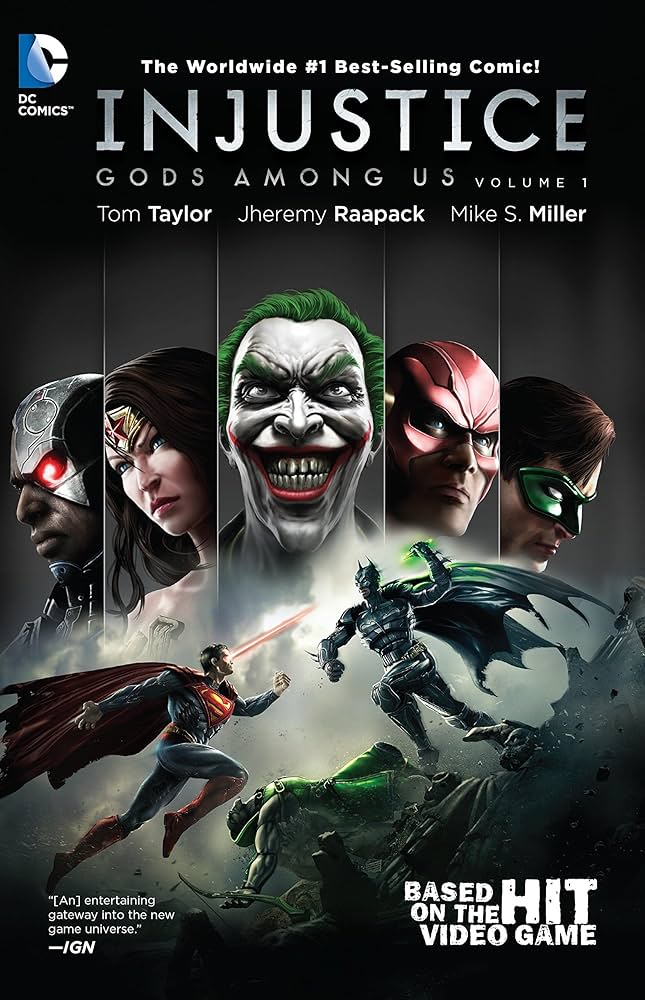 The Worldwide #1 Best-Selling Comic!
DC
COMICS™
INJUSTICE
GODS AMONG US VOLUME 1
Tom Taylor Jheremy Raapack Mike S. Miller
“[An] entertaining
gateway into the new
game universe.”
—IGN
BASED
ON THE HIT
VIDEO GAME